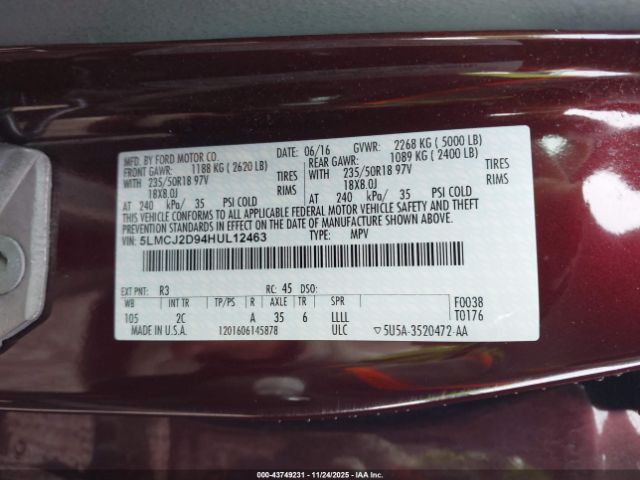 MFD. BY FORD MOTOR CO. DATE: 06/16 GVWR: 2268 KG ( 5000 LB)
FRONT GAWR: 1188 KG ( 2620 LB) REAR GAWR: 1089 KG ( 2400 LB)
WITH 235/50R18 97V TIRES WITH 235/50R18 97V TIRES
18X8.0J RIMS 18X8.0J RIMS
AT 240 kPa/ 35 PSI COLD AT 240 kPa/ 35 PSI COLD
THIS VEHICLE CONFORMS TO ALL APPLICABLE FEDERAL MOTOR VEHICLE SAFETY, BUMPER, AND THEFT
PREVENTION STANDARDS IN EFFECT ON THE DATE OF MANUFACTURE SHOWN ABOVE.
VIN: 5LMCJ2D94HUL12463 TYPE: MPV
EXT PNT: R3 RC: 45 DSO:
WB INT TR TP/PS R AXLE TR SPR F0038
105 2C A 35 6 LLLL T0176
MADE IN U.S.A. 1201606145878 ULC ▽5U5A-3520472-AA
000-43749231 - 11/24/2025 - IAA Inc.